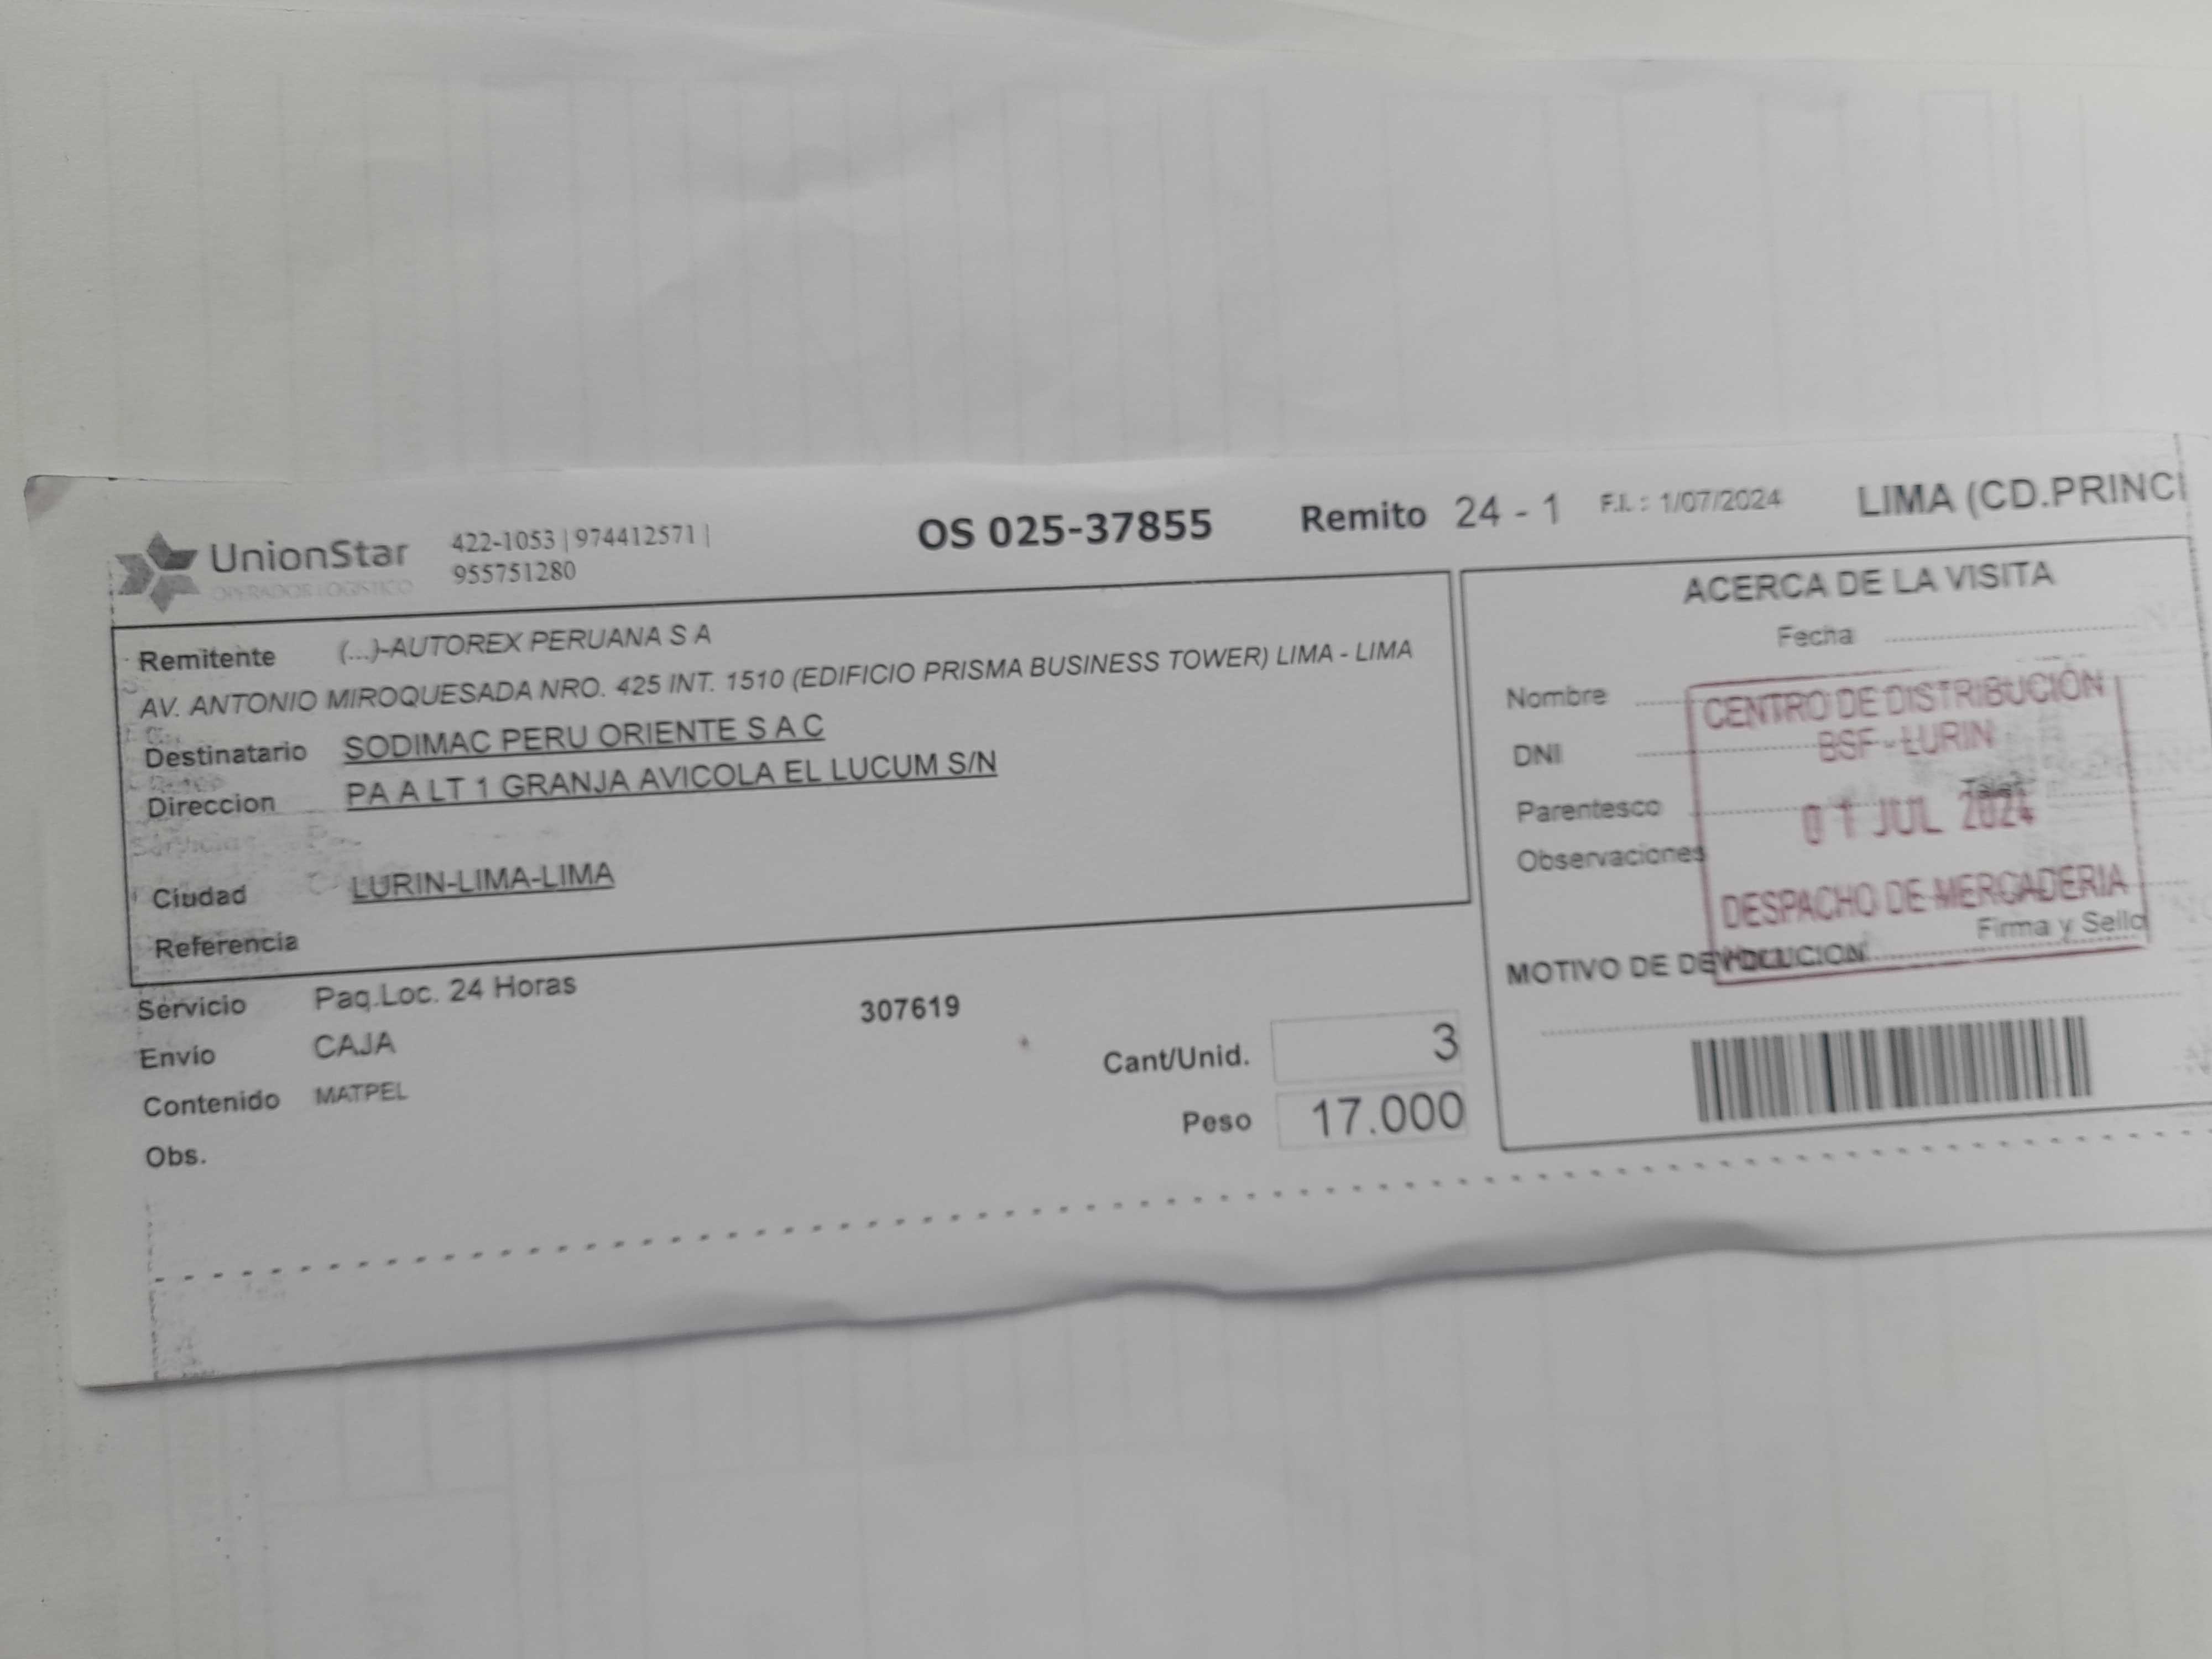 UnionStar
OPERADOR LOGISTICO
422-1053 | 974412571 |
955751280
OS 025-37855
Remito 24 - 1
F.I. : 1/07/2024
LIMA (CD.PRINCI
Remitente (...)-AUTOREX PERUANA S A
AV. ANTONIO MIROQUESADA NRO. 425 INT. 1510 (EDIFICIO PRISMA BUSINESS TOWER) LIMA - LIMA
Destinatario SODIMAC PERU ORIENTE S A C
Direccion PA A LT 1 GRANJA AVICOLA EL LUCUM S/N
Ciudad LURIN-LIMA-LIMA
Referencia
Servicio Paq.Loc. 24 Horas
307619
Envio CAJA
Contenido MATPEL
Obs.
Cant/Unid. 3
Peso 17.000
ACERCA DE LA VISITA
Fecha
Nombre
DNI
Parentesco
Observaciones
Firma y Sello
MOTIVO DE DEVOLUCION
CENTRO DE DISTRIBUCIÓN
BSF - LURIN
01 JUL 2024
DESPACHO DE MERCADERIA